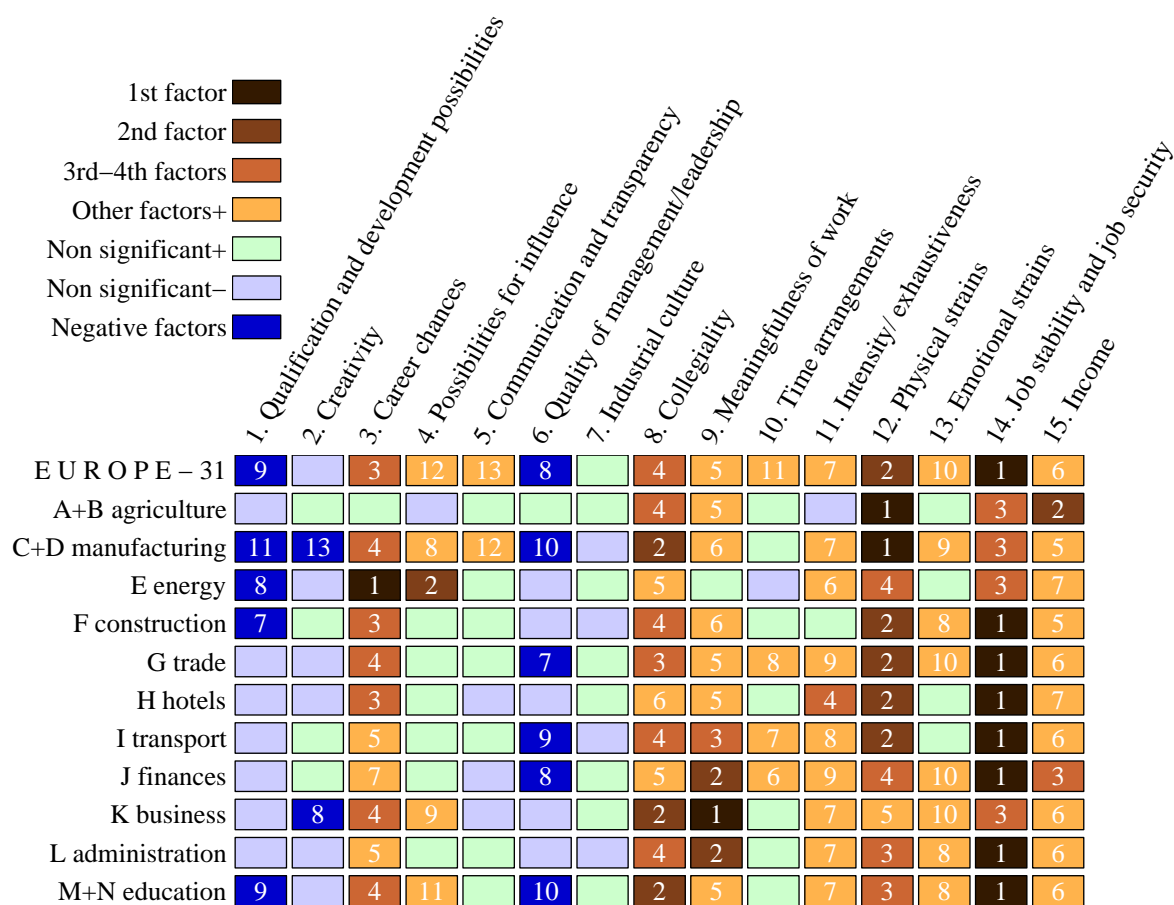 1st factor
2nd factor
3rd−4th factors
Other factors+
Non significant+
Non significant−
Negative factors
1. Qualification and development possibilities
2. Creativity
3. Career chances
4. Possibilities for influence
5. Communication and transparency
6. Quality of management/leadership
7. Industrial culture
8. Collegiality
9. Meaningfulness of work
10. Time arrangements
11. Intensity/ exhaustiveness
12. Physical strains
13. Emotional strains
14. Job stability and job security
15. Income
E U R O P E − 31 9 3 12 13 8 4 5 11 7 2 10 1 6
A+B agriculture 4 5 1 3 2
C+D manufacturing 11 13 4 8 12 10 2 6 7 1 9 3 5
E energy 8 1 2 5 6 4 3 7
F construction 7 3 4 6 2 8 1 5
G trade 4 7 3 5 8 9 2 10 1 6
H hotels 3 6 5 4 2 1 7
I transport 5 9 4 3 7 8 2 1 6
J finances 7 8 5 2 6 9 4 10 1 3
K business 8 4 9 2 1 7 5 10 3 6
L administration 5 4 2 7 3 8 1 6
M+N education 9 4 11 10 2 5 7 3 8 1 6